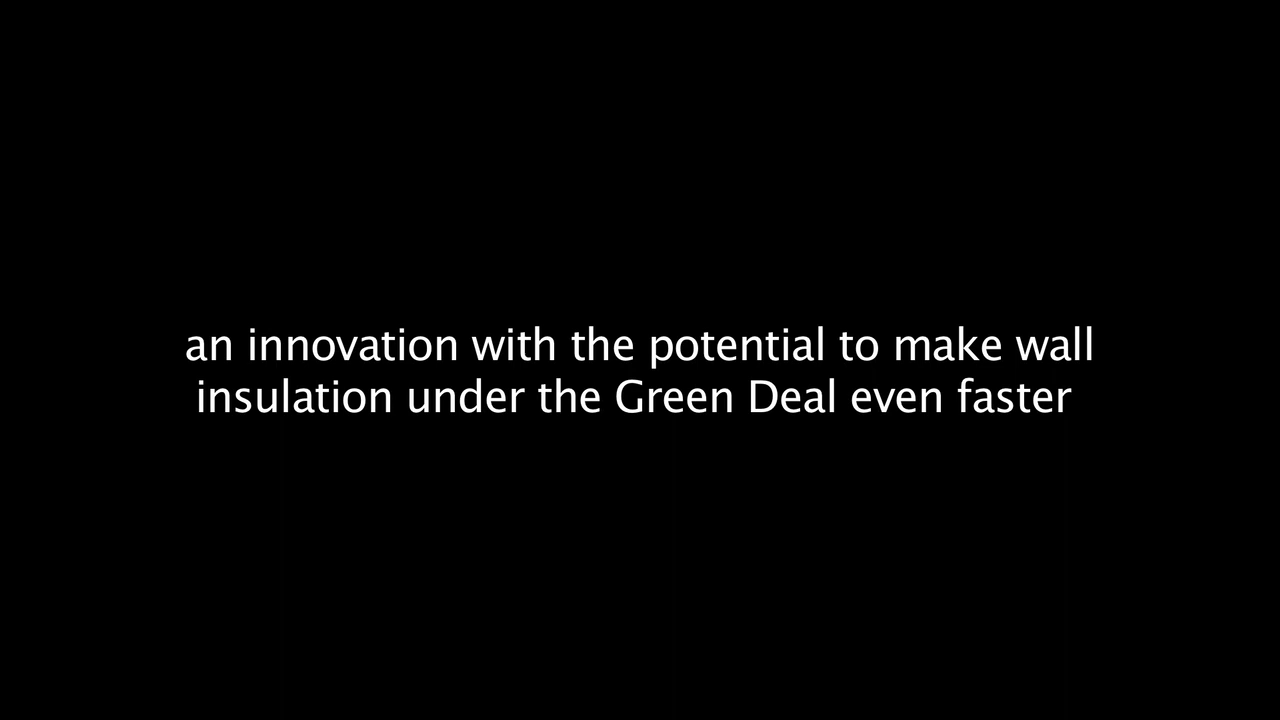 an innovation with the potential to make wall
insulation under the Green Deal even faster